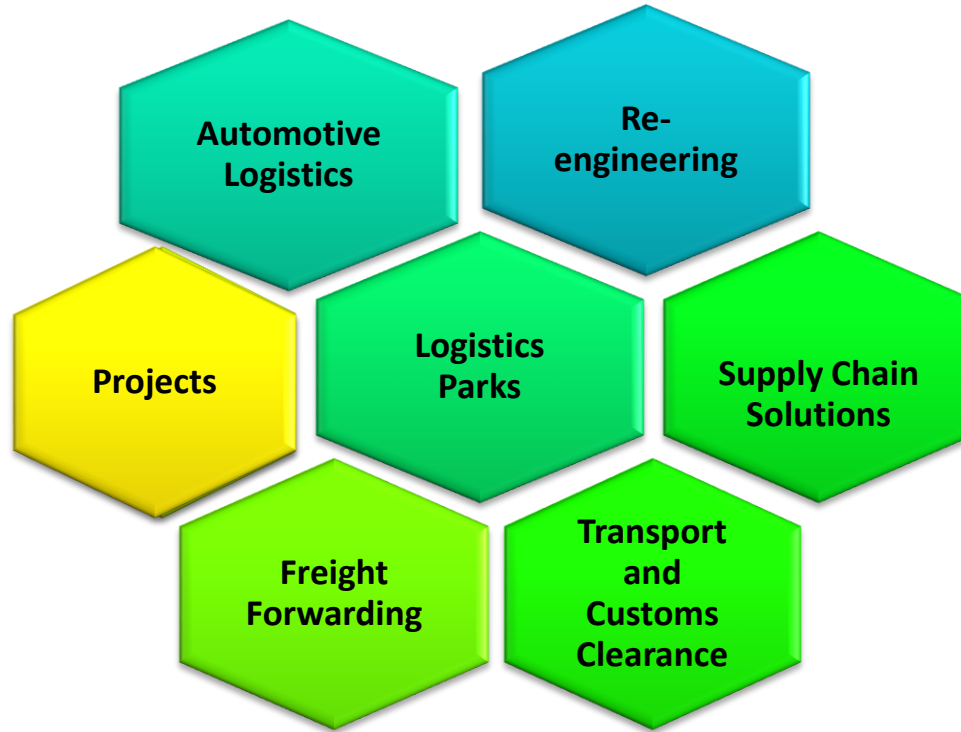 Automotive
Logistics
Re-
engineering
Projects
Logistics
Parks
Supply Chain
Solutions
Freight
Forwarding
Transport
and
Customs
Clearance